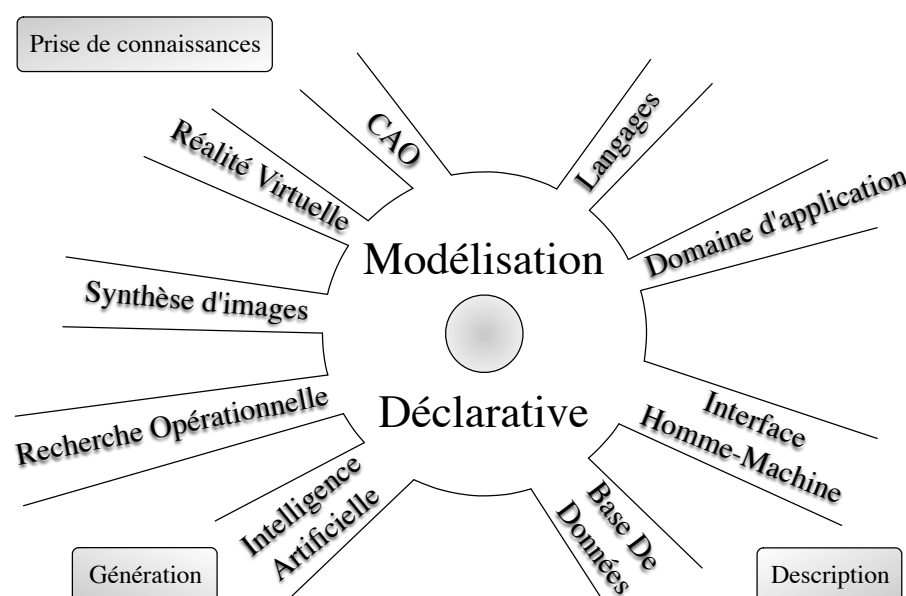 Prise de connaissances
CAO
Langages
Réalité Virtuelle
Domaine d'application
Modélisation
Synthèse d'images
Déclarative
Recherche Opérationnelle
Interface
Homme-Machine
Intelligence
Artificielle
Base De
Données
Génération
Description